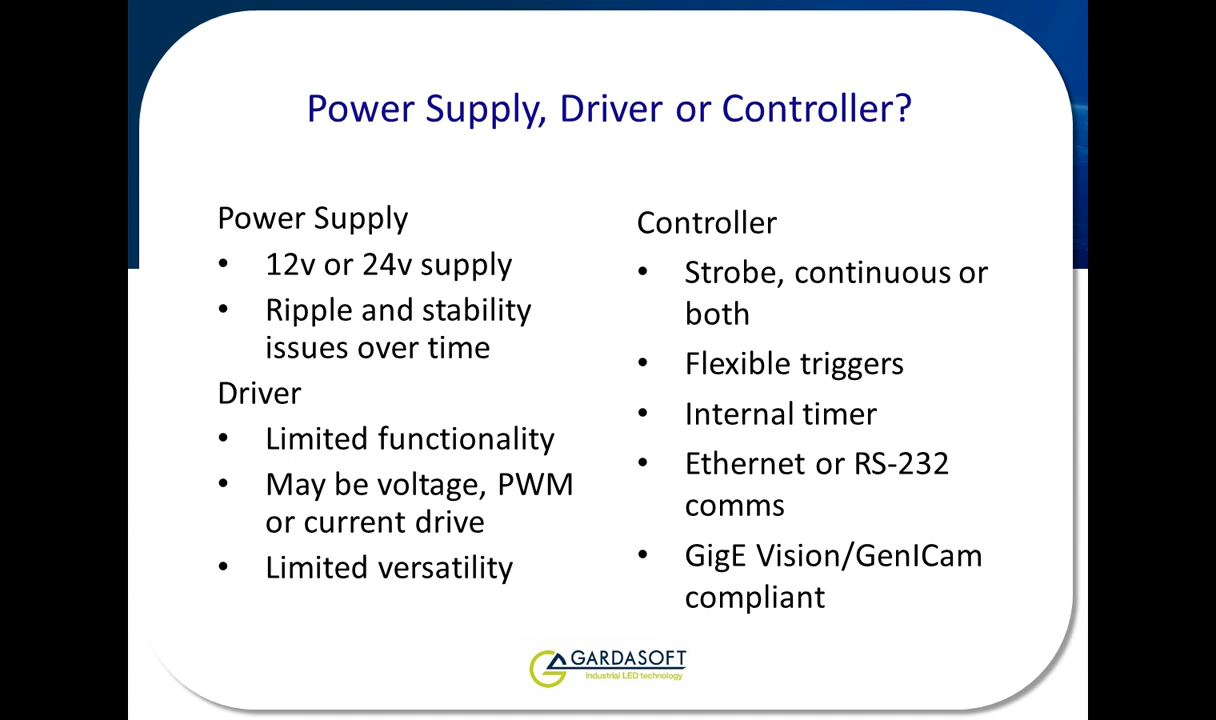 Power Supply, Driver or Controller?
Power Supply
• 12v or 24v supply
• Ripple and stability
issues over time
Driver
• Limited functionality
• May be voltage, PWM
or current drive
• Limited versatility
Controller
• Strobe, continuous or
both
• Flexible triggers
• Internal timer
• Ethernet or RS-232
comms
• GigE Vision/GenICam
compliant
GARDASOFT
Industrial LED technology